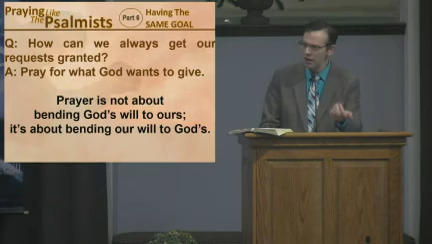 Praying Like Part 6 Having The
The Psalmists SAME GOAL
Q: How can we always get our
requests granted?
A: Pray for what God wants to give.
Prayer is not about
bending God's will to ours;
it's about bending our will to God's.